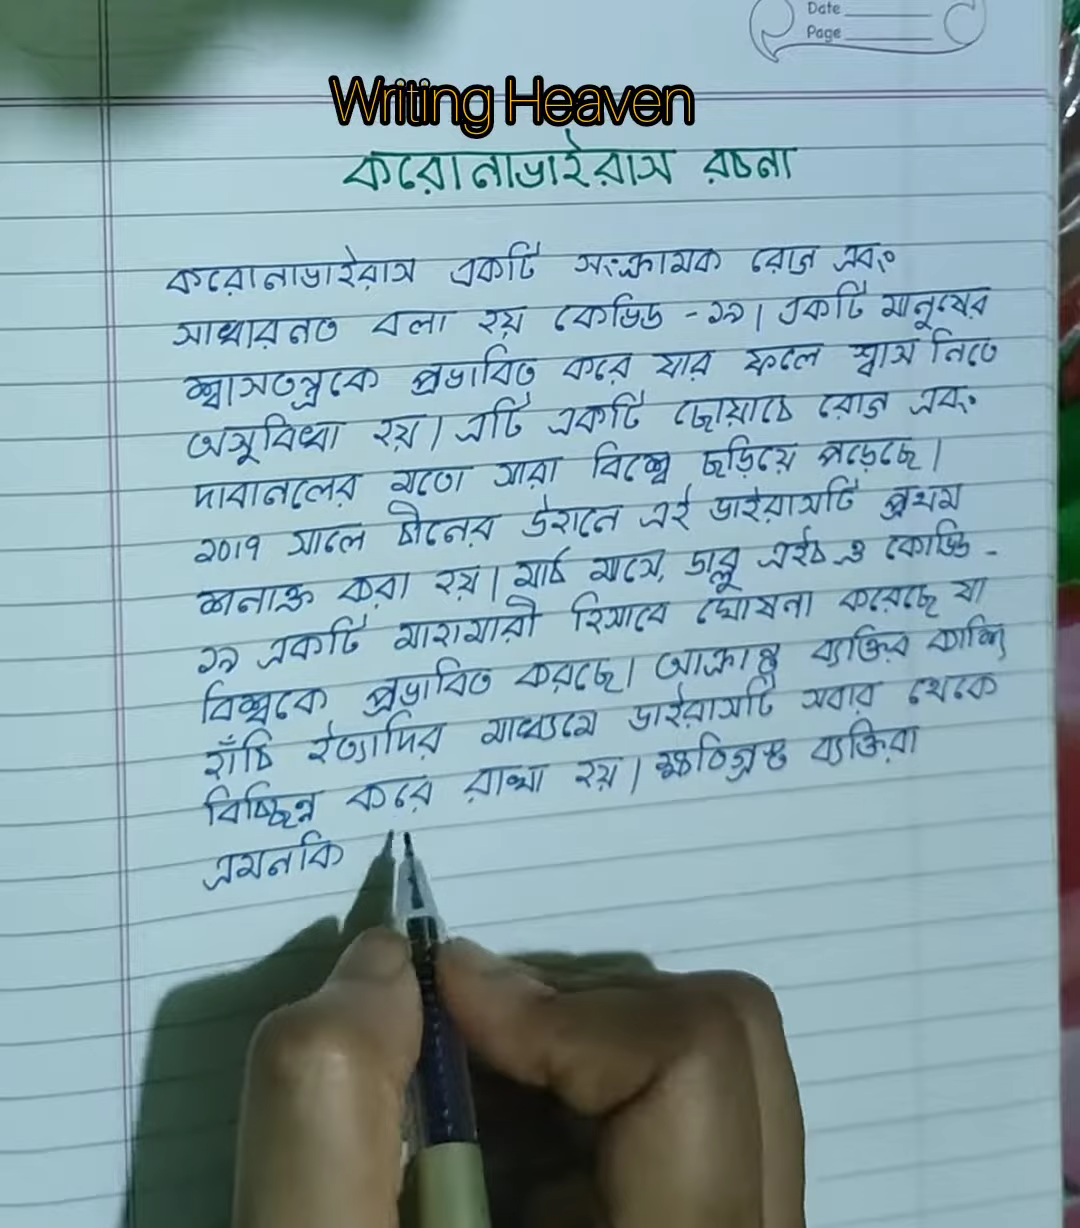 Date
Page
Writing Heaven
করোনাভাইরাস রচনা
করোনাভাইরাস একটি সংক্রামক রোগ এবং
সাধারনত বলা হয় কোভিড - ১৯। একটি মানুষের
শ্বাসতন্ত্রকে প্রভাবিত করে যার ফলে শ্বাস নিতে
অসুবিধা হয়। এটি একটি ছোয়াচে রোগ এবং
দাবানলের মতো সারা বিশ্বে ছড়িয়ে পড়েছে।
২০1৭ সালে চীনের উহানে এই ভাইরাসটি প্রথম
শনাক্ত করা হয়। মার্চ মাসে, ডাব্লু এইচ ও কোভিড -
১৯ একটি মাহামারী হিসাবে ঘোষনা করেছে যা
বিশ্বকে প্রভাবিত করছে। আক্রান্ত ব্যক্তির কাশি,
হাঁচি ইত্যাদির মাধ্যমে ভাইরাসটি সবার থেকে
বিচ্ছিন্ন করে রাখা হয়। ক্ষতিগ্রস্ত ব্যক্তিরা
এমনকি